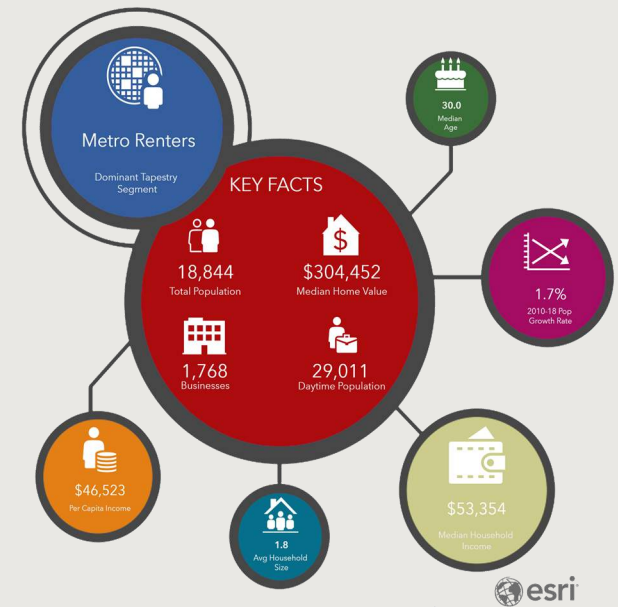 Metro Renters
Dominant Tapestry
Segment
KEY FACTS
18,844
Total Population
$
$304,452
Median Home Value
1,768
Businesses
29,011
Daytime Population
30.0
Median
Age
1.7%
2010-18 Pop
Growth Rate
$53,354
Median Household
Income
1.8
Avg Household
Size
$46,523
Per Capita Income
esri